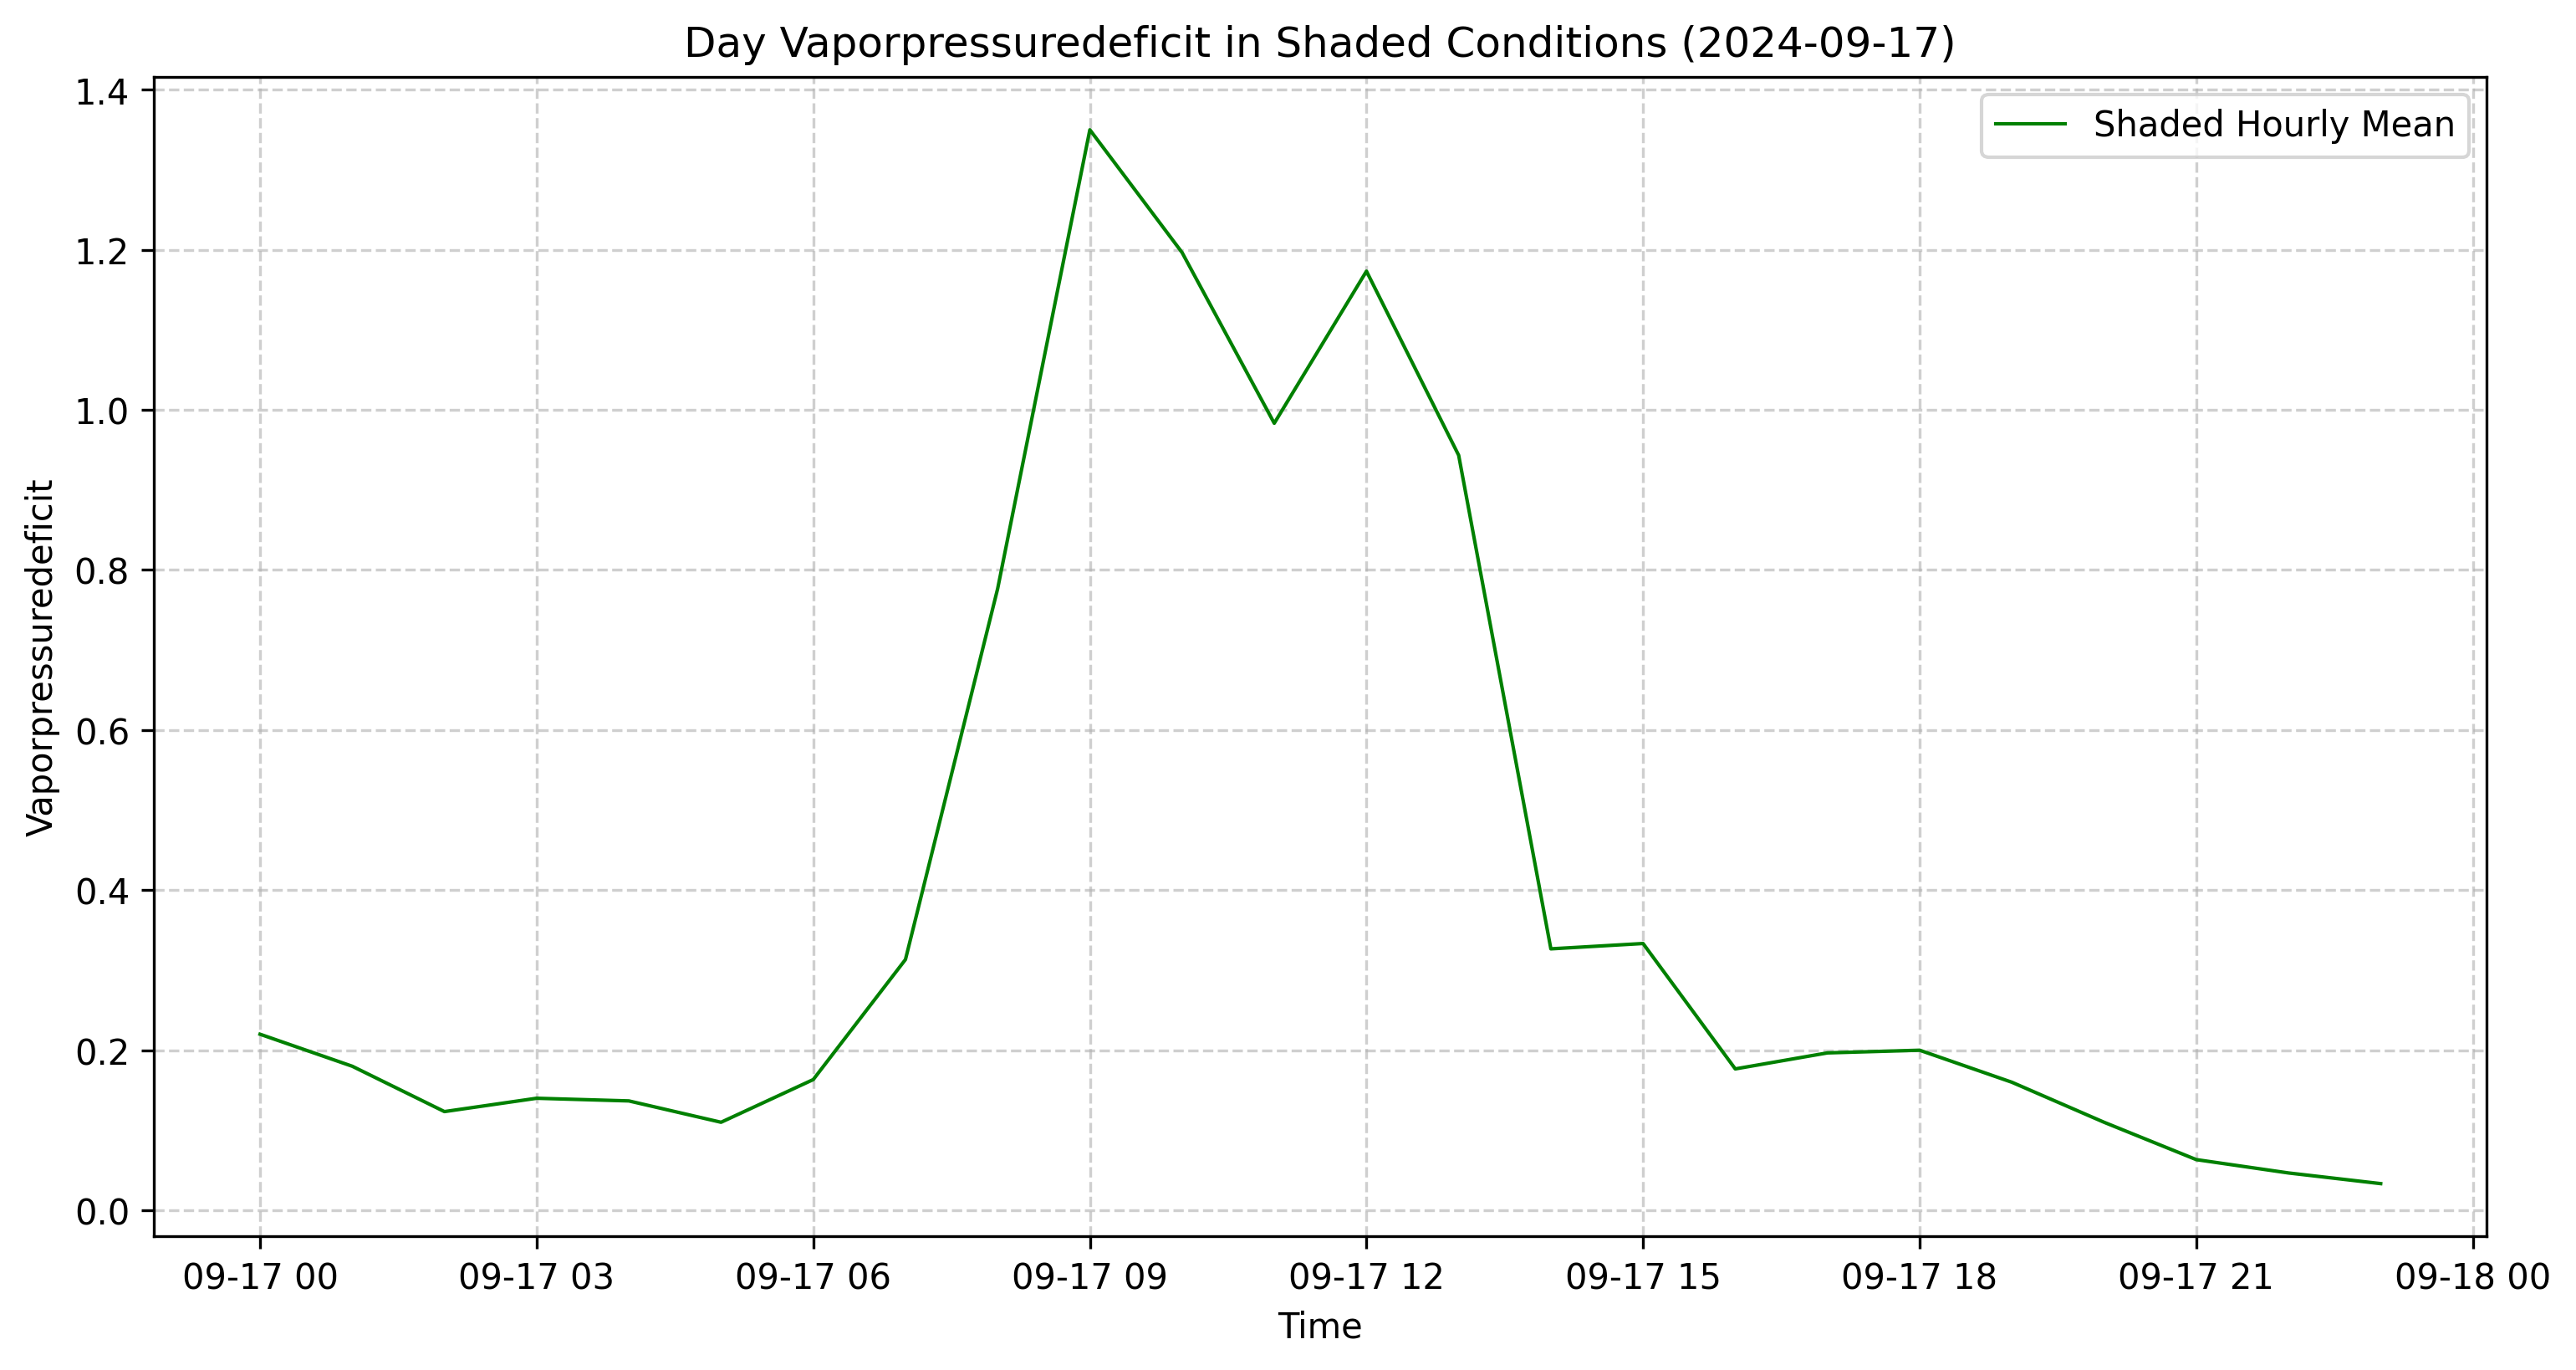 Day Vaporpressuredeficit in Shaded Conditions (2024-09-17)
Shaded Hourly Mean
Vaporpressuredeficit
1.4
1.2
1.0
0.8
0.6
0.4
0.2
0.0
09-17 00 09-17 03 09-17 06 09-17 09 09-17 12 09-17 15 09-17 18 09-17 21 09-18 00
Time